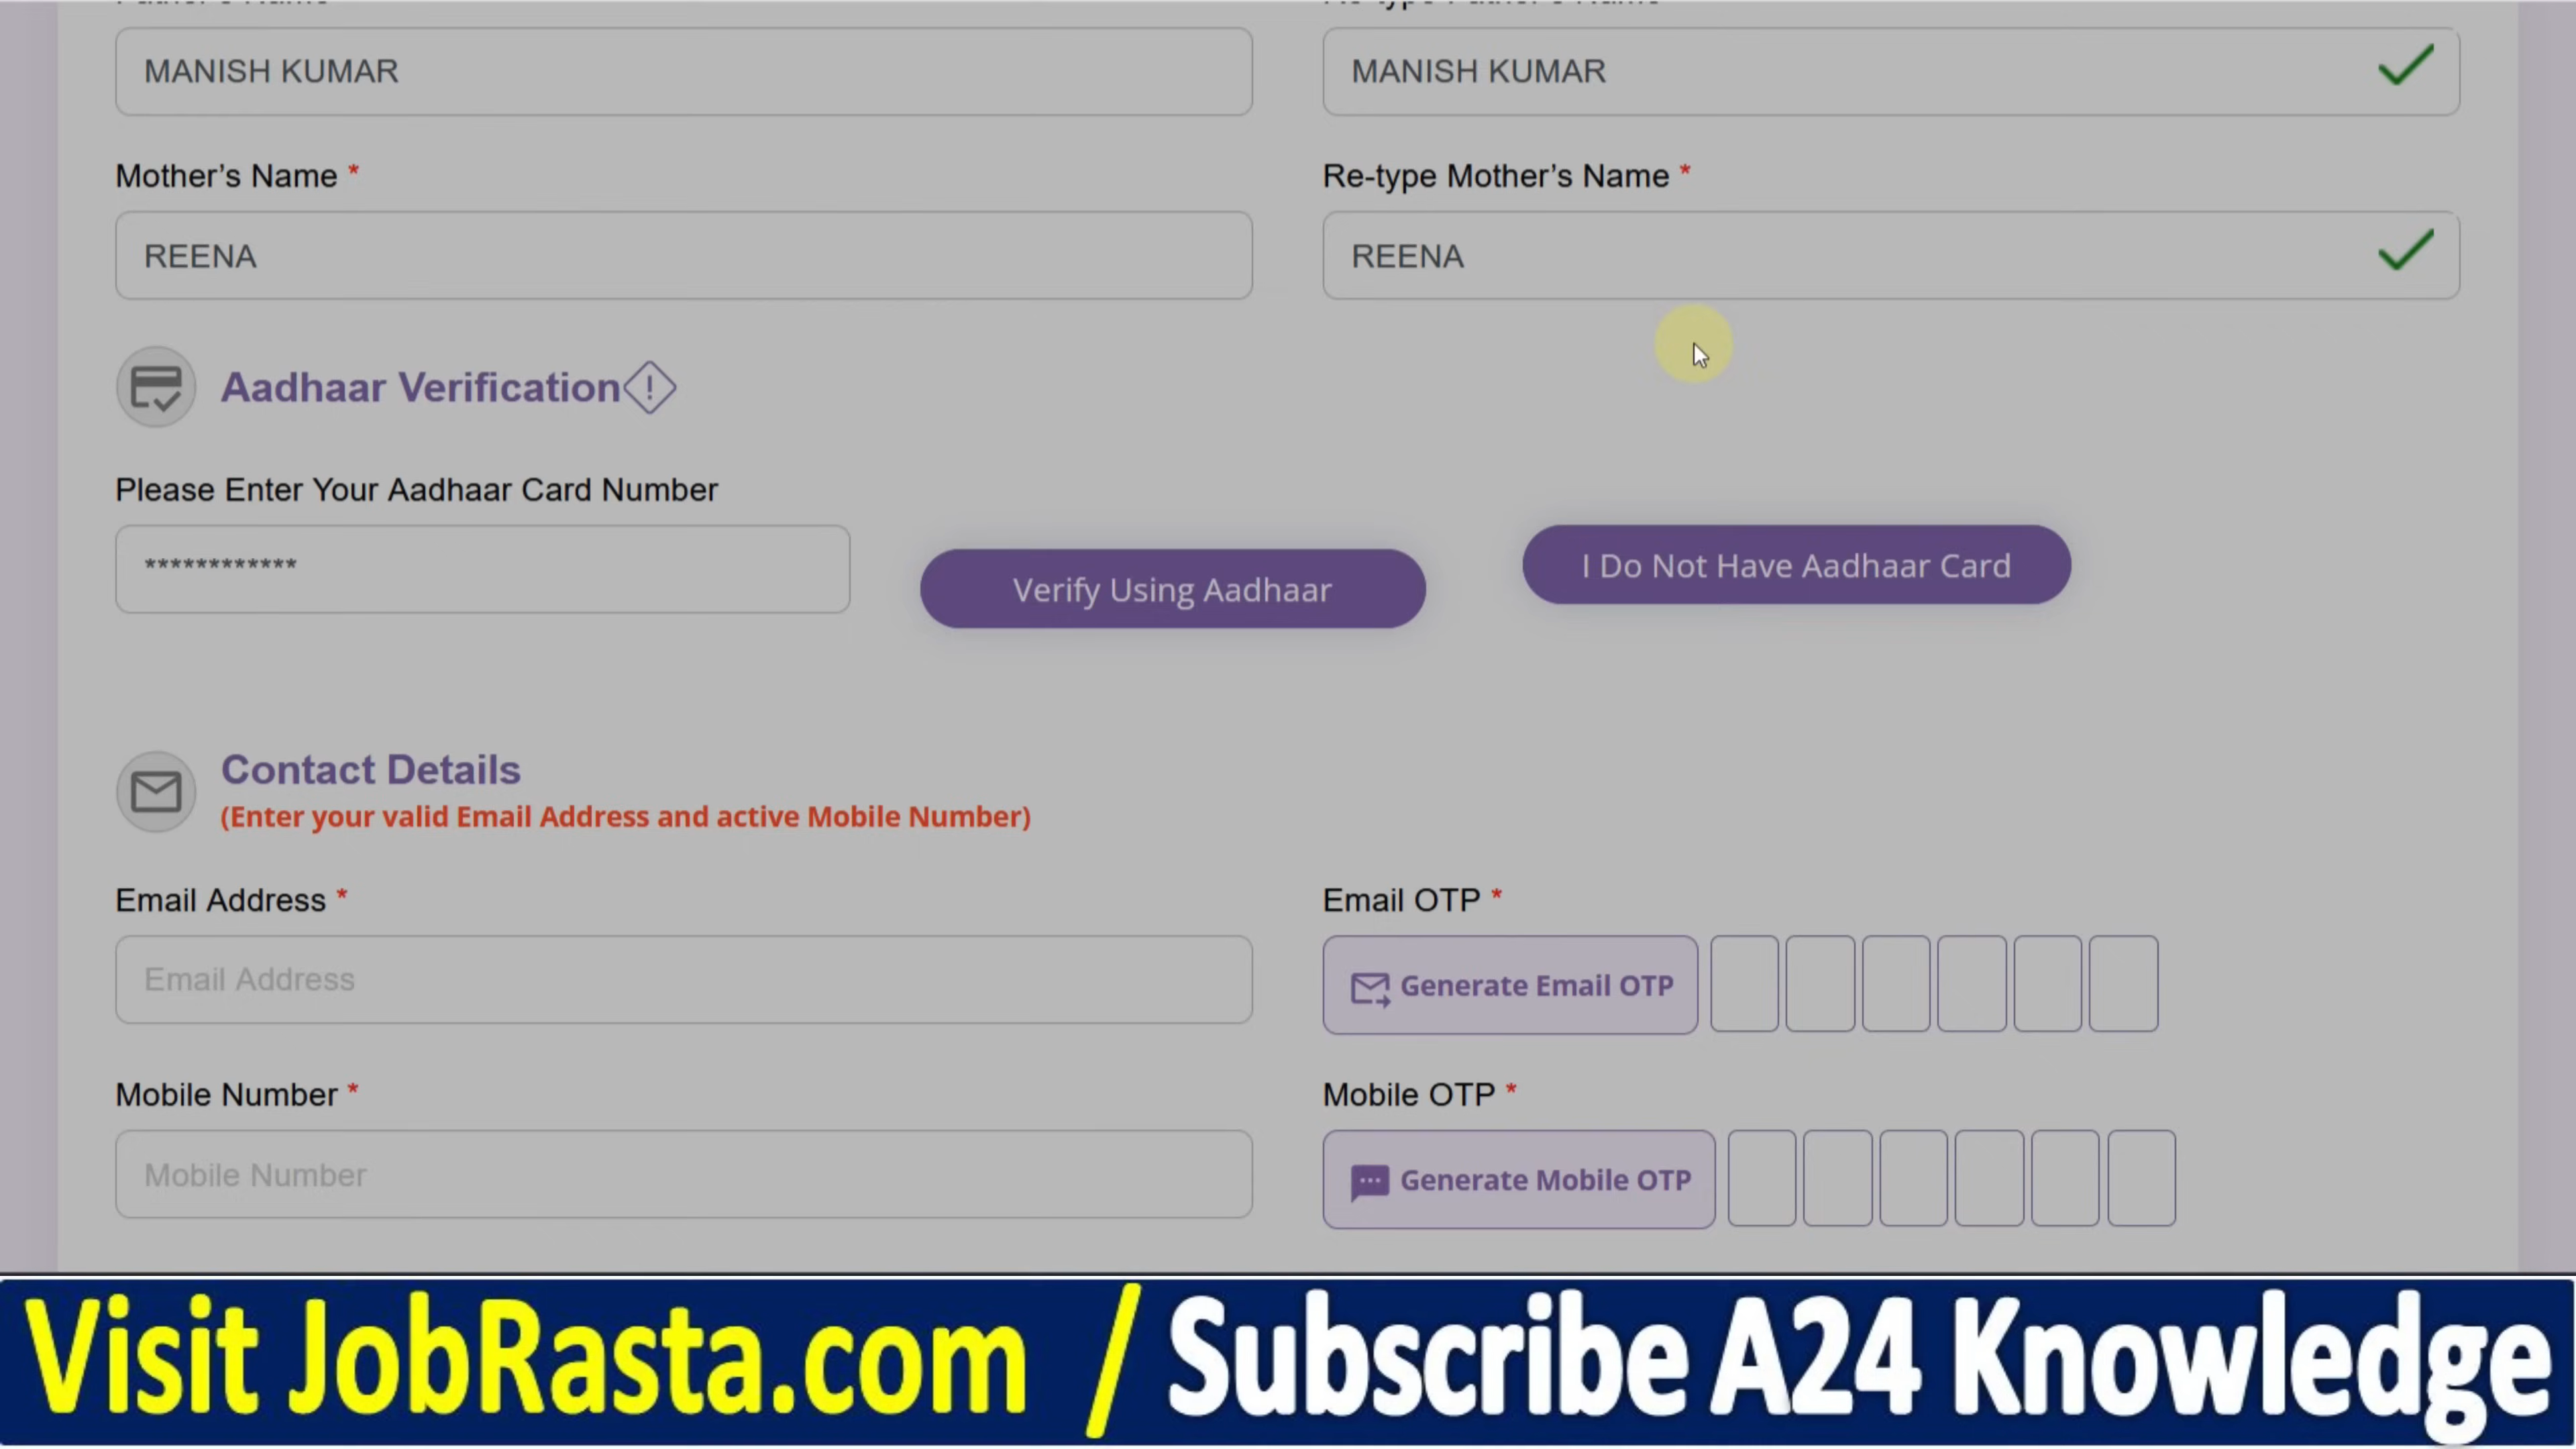 MANISH KUMAR
MANISH KUMAR
Mother’s Name *
Re-type Mother’s Name *
REENA
REENA
Aadhaar Verification
Please Enter Your Aadhaar Card Number
************
Verify Using Aadhaar
I Do Not Have Aadhaar Card
Contact Details
(Enter your valid Email Address and active Mobile Number)
Email Address *
Email OTP *
Email Address
Generate Email OTP
Mobile Number *
Mobile OTP *
Mobile Number
Generate Mobile OTP
Visit JobRasta.com / Subscribe A24 Knowledge